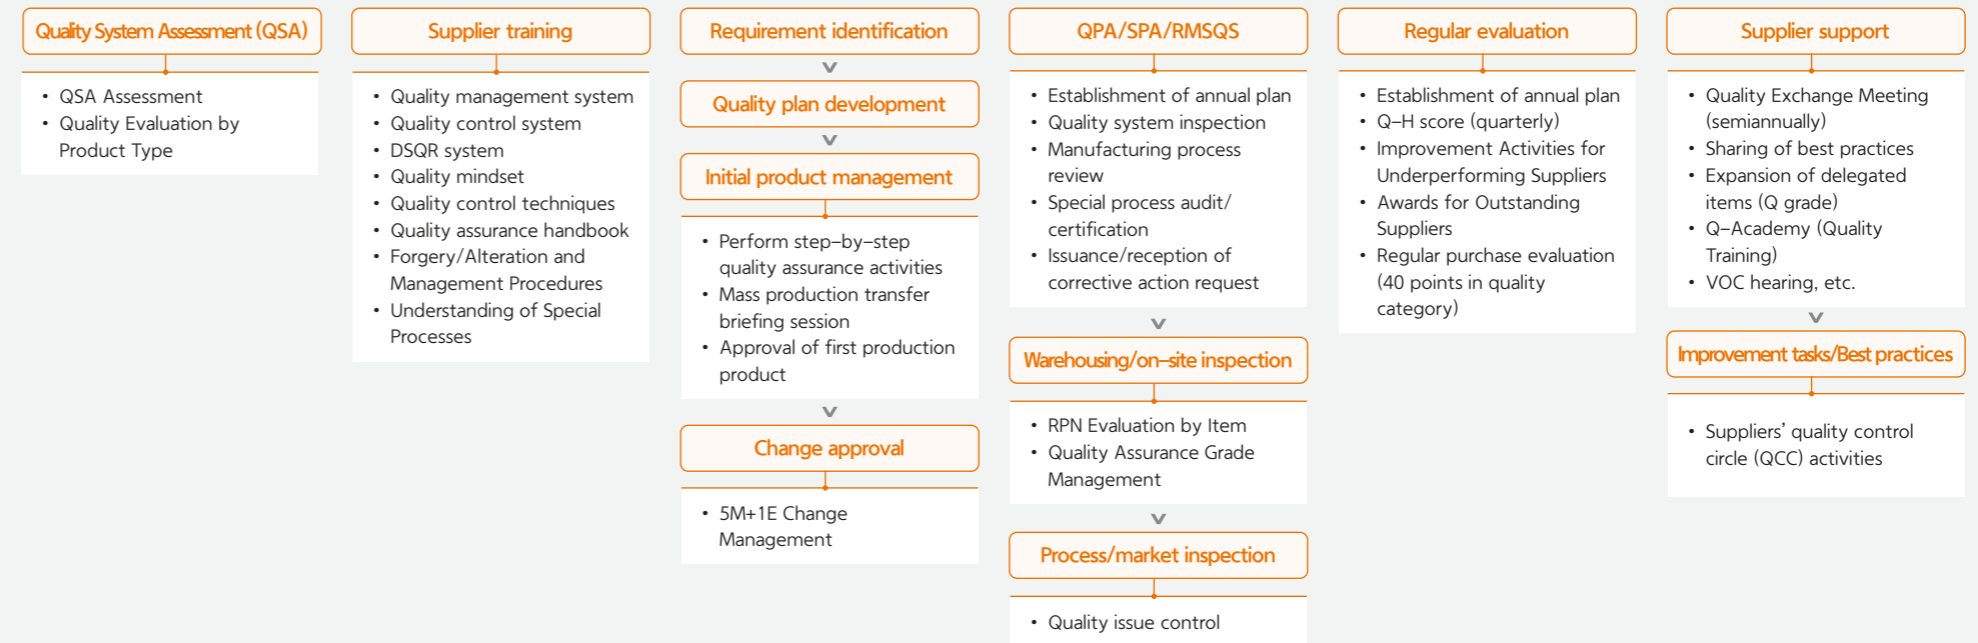 Quality System Assessment (QSA)
• QSA Assessment
• Quality Evaluation by
Product Type
Supplier training
• Quality management system
• Quality control system
• DSQR system
• Quality mindset
• Quality control techniques
• Quality assurance handbook
• Forgery/Alteration and
Management Procedures
• Understanding of Special
Processes
Requirement identification
Quality plan development
Initial product management
• Perform step-by-step
quality assurance activities
• Mass production transfer
briefing session
• Approval of first production
product
Change approval
• 5M+1E Change
Management
QPA/SPA/RMSQS
• Establishment of annual plan
• Quality system inspection
• Manufacturing process
review
• Special process audit/
certification
• Issuance/reception of
corrective action request
Warehousing/on-site inspection
• RPN Evaluation by Item
• Quality Assurance Grade
Management
Process/market inspection
• Quality issue control
Regular evaluation
• Establishment of annual plan
• Q-H score (quarterly)
• Improvement Activities for
Underperforming Suppliers
• Awards for Outstanding
Suppliers
• Regular purchase evaluation
(40 points in quality
category)
Supplier support
• Quality Exchange Meeting
(semiannually)
• Sharing of best practices
• Expansion of delegated
items (Q grade)
• Q-Academy (Quality
Training)
• VOC hearing, etc.
Improvement tasks/Best practices
• Suppliers’ quality control
circle (QCC) activities